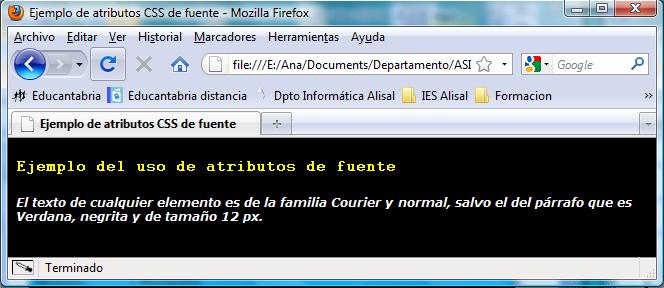 Ejemplo de atributos CSS de fuente - Mozilla Firefox
Archivo Editar Ver Historial Marcadores Herramientas Ayuda
file:///E:/Ana/Documents/Departamento/ASI Google
Educantabria Educantabria distancia Dpto Informática Alisal IES Alisal Formacion »
Ejemplo de atributos CSS de fuente
Ejemplo del uso de atributos de fuente
El texto de cualquier elemento es de la familia Courier y normal, salvo el del párrafo que es
Verdana, negrita y de tamaño 12 px.
Terminado